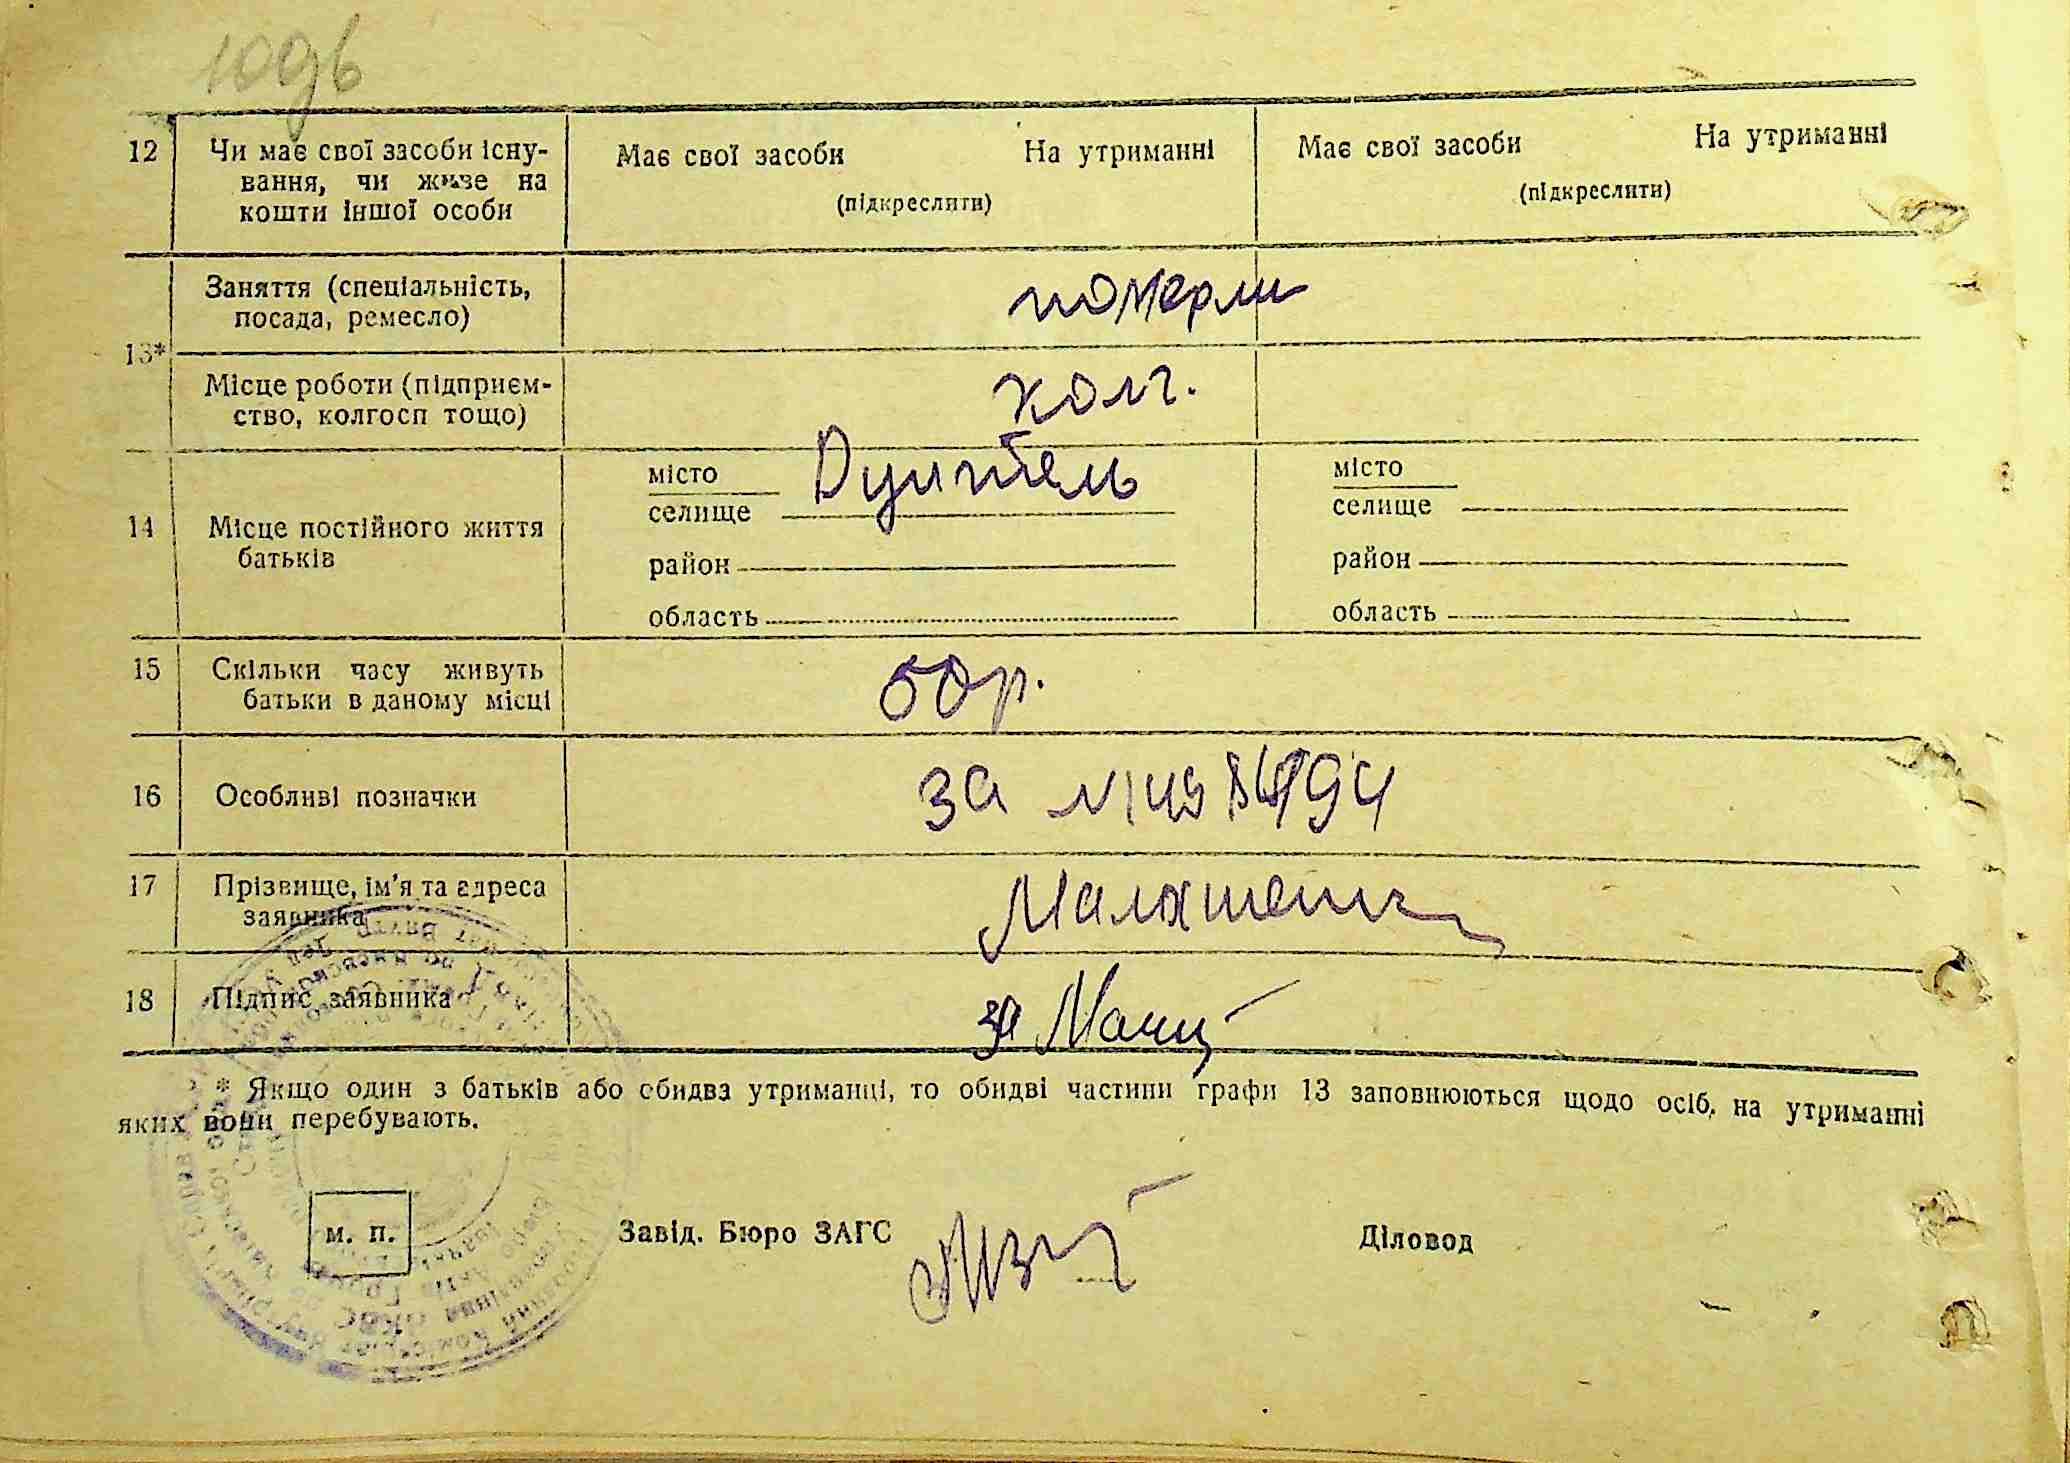 109б
12
Чи має свої засоби існу-
вання, чи живе на
кошти іншої особи
Має свої засоби На утриманні
(підкреслити)
Має свої засоби На утриманні
(підкреслити)
13*
Заняття (спеціальність,
посада, ремесло)
померли
Місце роботи (підприєм-
ство, колгосп тощо)
колг.
14
Місце постійного життя
батьків
місто
селище
район
область
місто
селище
район
область
15
Скільки часу живуть
батьки в даному місці
50р.
16
Особливі позначки
за
17
Прізвище, ім'я та адреса
заявника
18
Підпис заявника
за
* Якщо один з батьків або обидва утриманці, то обидві частини графи 13 заповнюються щодо осіб, на утриманні
яких вони перебувають.
м. п.
Завід. Бюро ЗАГС
Діловод